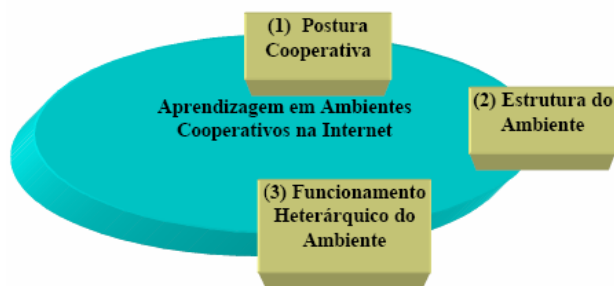 (1) Postura
Cooperativa
Aprendizagem em Ambientes
Cooperativos na Internet
(2) Estrutura do
Ambiente
(3) Funcionamento
Heterárquico do
Ambiente